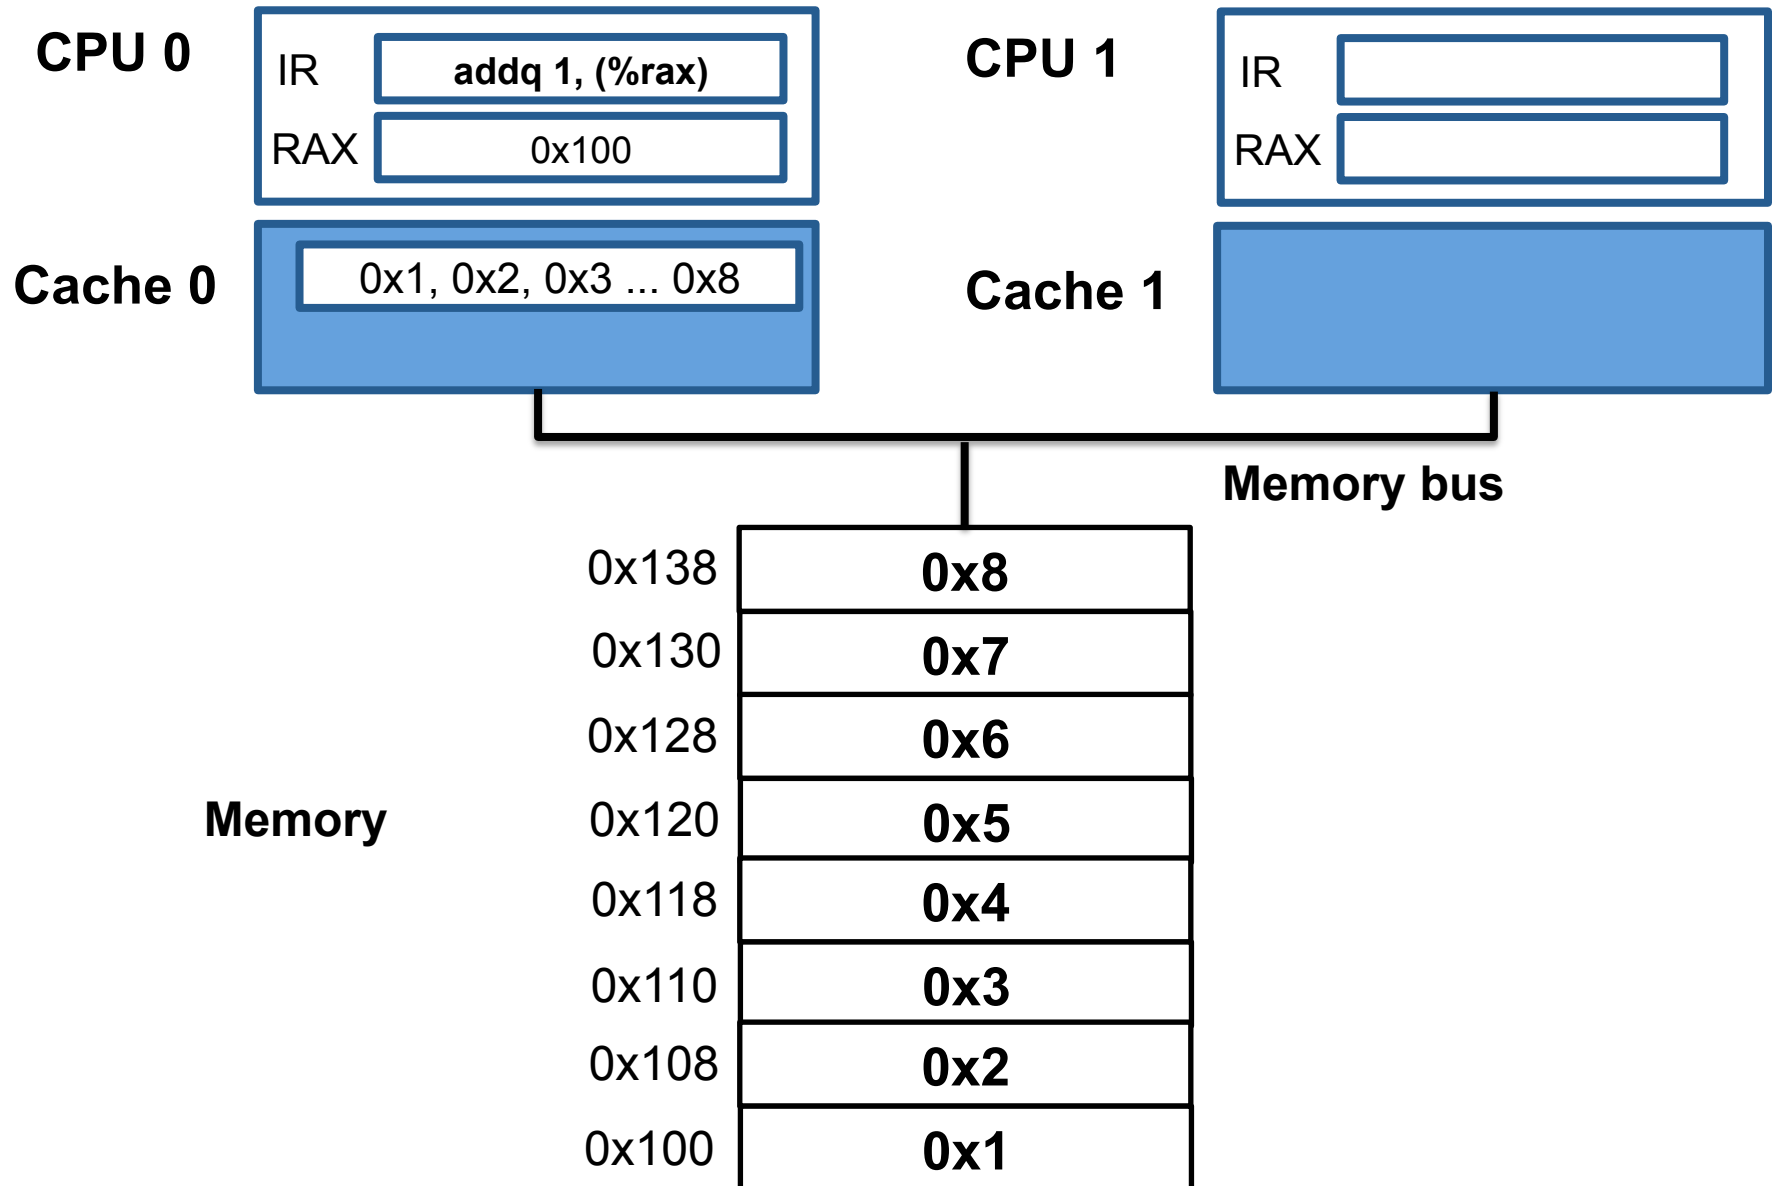 CPU 0
IR
addq 1, (%rax)
RAX
0x100
CPU 1
IR
RAX
Cache 0
0x1, 0x2, 0x3 ... 0x8
Cache 1
Memory bus
0x138
0x8
0x130
0x7
0x128
0x6
Memory
0x120
0x5
0x118
0x4
0x110
0x3
0x108
0x2
0x100
0x1